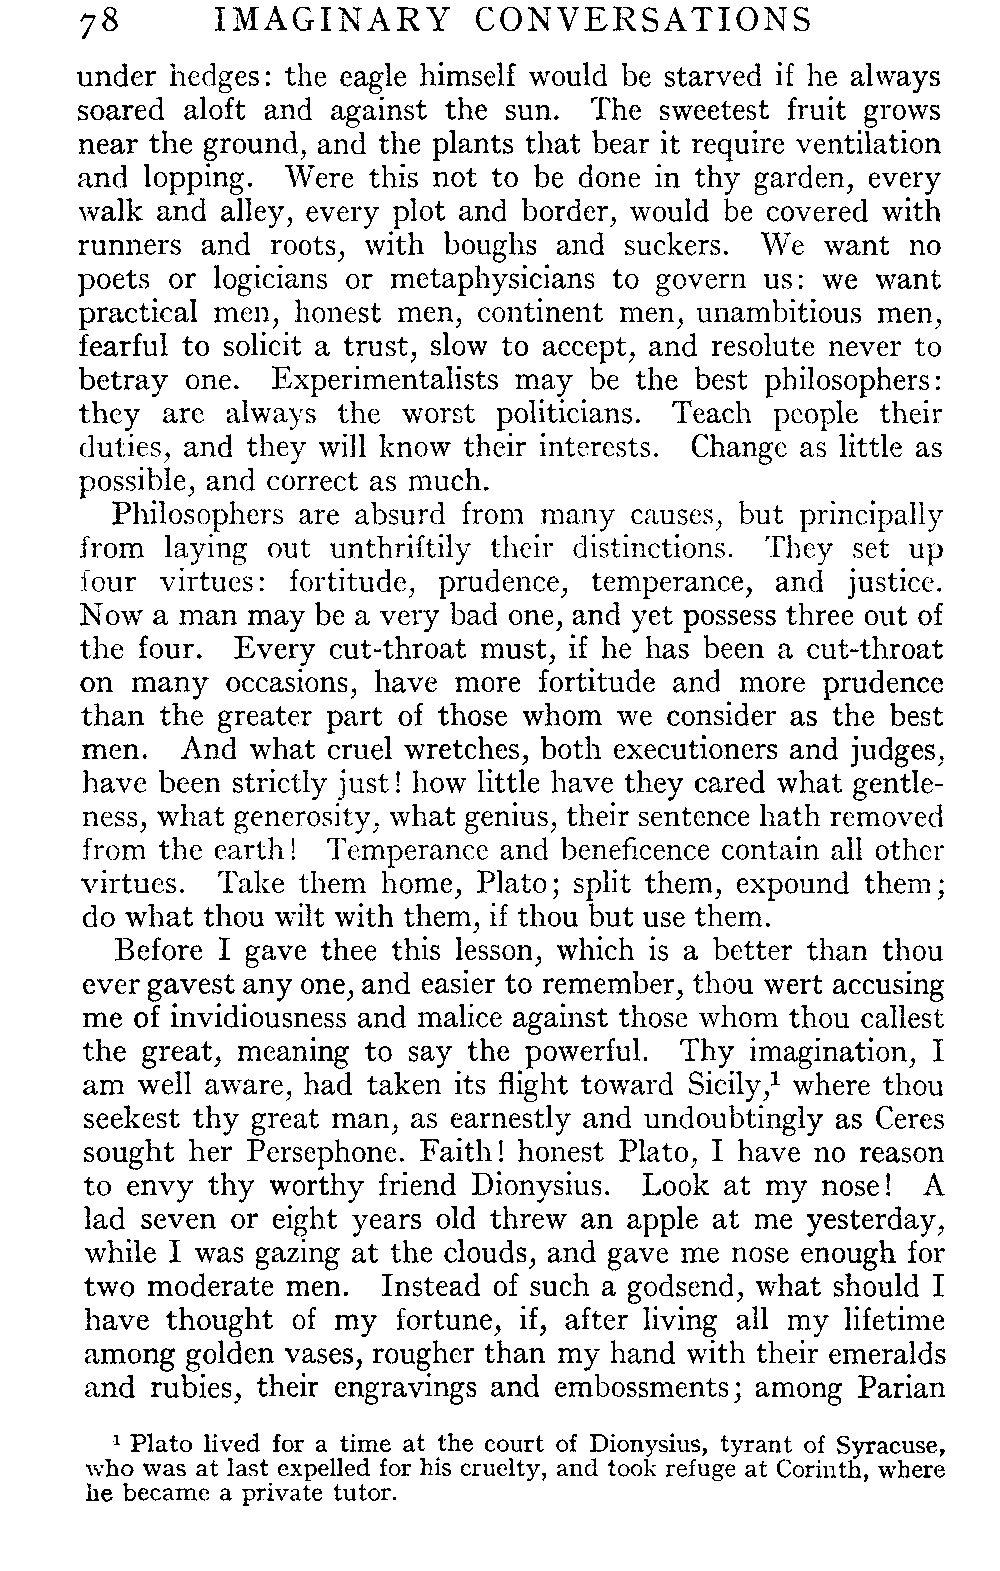 78 IMAGINARY CONVERSATIONS
under hedges: the eagle himself would be starved if he always
soared aloft and against the sun. The sweetest fruit grows
near the ground, and the plants that bear it require ventilation
and lopping. Were this not to be done in thy garden, every
walk and alley, every plot and border, would be covered with
runners and roots, with boughs and suckers. We want no
poets or logicians or metaphysicians to govern us: we want
practical men, honest men, continent men, unambitious men,
fearful to solicit a trust, slow to accept, and resolute never to
betray one. Experimentalists may be the best philosophers:
they are always the worst politicians. Teach people their
duties, and they will know their interests. Change as little as
possible, and correct as much.
Philosophers are absurd from many causes, but principally
from laying out unthriftily their distinctions. They set up
four virtues: fortitude, prudence, temperance, and justice.
Now a man may be a very bad one, and yet possess three out of
the four. Every cut-throat must, if he has been a cut-throat
on many occasions, have more fortitude and more prudence
than the greater part of those whom we consider as the best
men. And what cruel wretches, both executioners and judges,
have been strictly just! how little have they cared what gentle-
ness, what generosity, what genius, their sentence hath removed
from the earth! Temperance and beneficence contain all other
virtues. Take them home, Plato; split them, expound them;
do what thou wilt with them, if thou but use them.
Before I gave thee this lesson, which is a better than thou
ever gavest any one, and easier to remember, thou wert accusing
me of invidiousness and malice against those whom thou callest
the great, meaning to say the powerful. Thy imagination, I
am well aware, had taken its flight toward Sicily,¹ where thou
seekest thy great man, as earnestly and undoubtingly as Ceres
sought her Persephone. Faith! honest Plato, I have no reason
to envy thy worthy friend Dionysius. Look at my nose! A
lad seven or eight years old threw an apple at me yesterday,
while I was gazing at the clouds, and gave me nose enough for
two moderate men. Instead of such a godsend, what should I
have thought of my fortune, if, after living all my lifetime
among golden vases, rougher than my hand with their emeralds
and rubies, their engravings and embossments; among Parian
¹ Plato lived for a time at the court of Dionysius, tyrant of Syracuse,
who was at last expelled for his cruelty, and took refuge at Corinth, where
he became a private tutor.